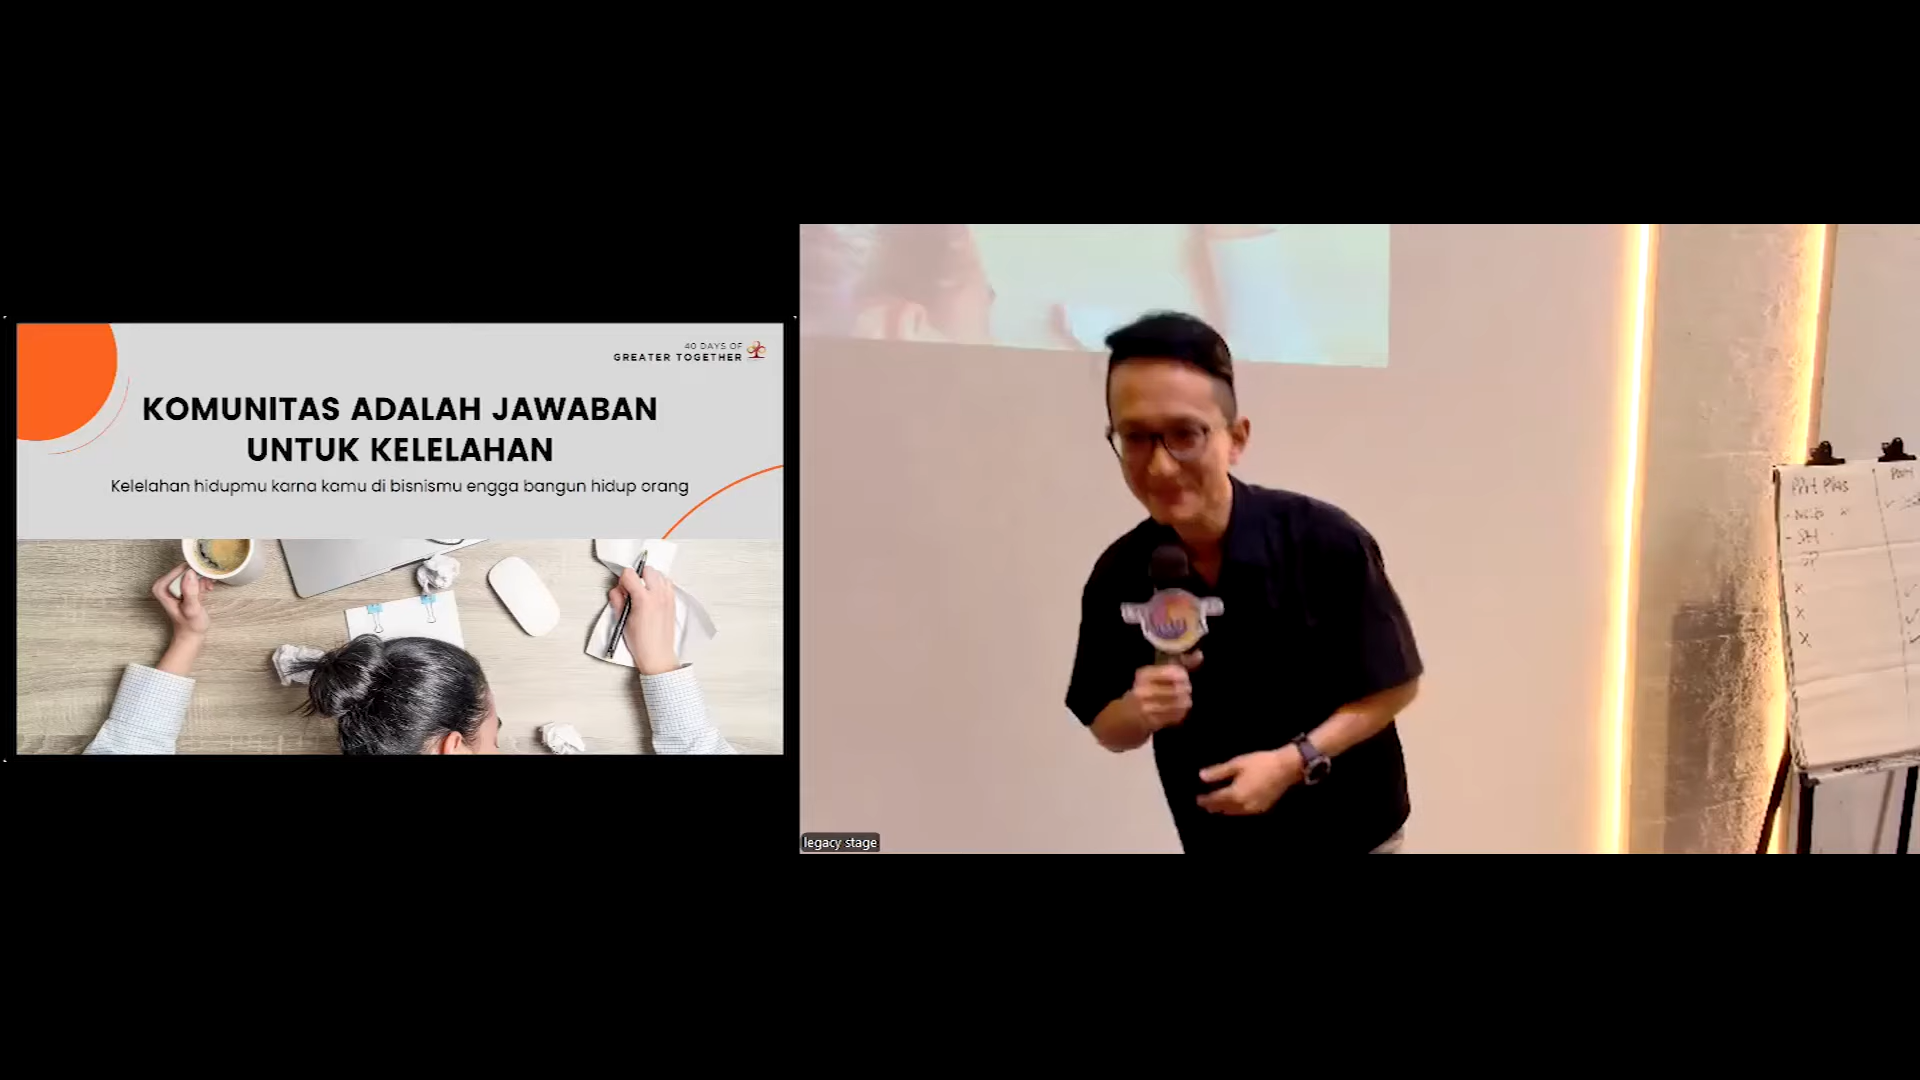 40 DAYS OF
GREATER TOGETHER
KOMUNITAS ADALAH JAWABAN
UNTUK KELELAHAN
Kelelahan hidupmu karna kamu di bisnismu engga bangun hidup orang
legacy stage